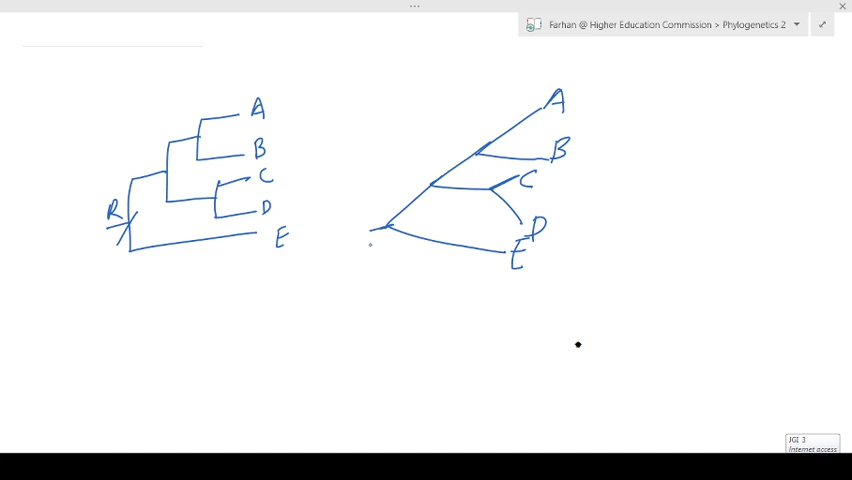 Farhan @ Higher Education Commission > Phylogenetics 2
A
B
C
D
E
R
A
B
C
D
E
JGI 3
Internet access